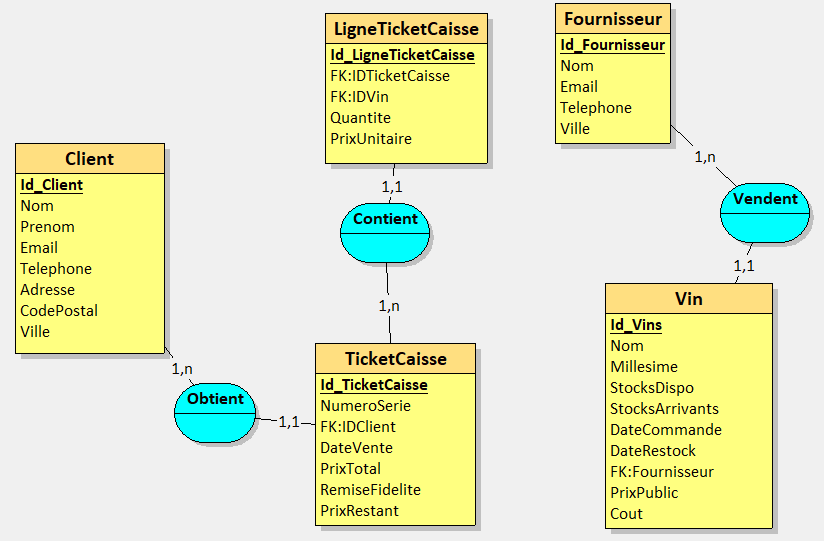 LigneTicketCaisse
Id_LigneTicketCaisse
FK:IDTicketCaisse
FK:IDVin
Quantite
PrixUnitaire
Fournisseur
Id_Fournisseur
Nom
Email
Telephone
Ville
Client
Id_Client
Nom
Prenom
Email
Telephone
Adresse
CodePostal
Ville
1,1
Contient
1,n
1,n
Vendent
1,1
1,n
Obtient
1,1
TicketCaisse
Id_TicketCaisse
NumeroSerie
FK:IDClient
DateVente
PrixTotal
RemiseFidelite
PrixRestant
Vin
Id_Vins
Nom
Millesime
StocksDispo
StocksArrivants
DateCommande
DateRestock
FK:Fournisseur
PrixPublic
Cout